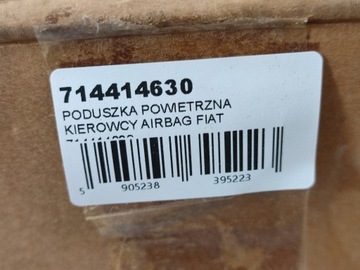 714414630
PODUSZKA POWIETRZNA
KIEROWCY AIRBAG FIAT
5 905238 395223